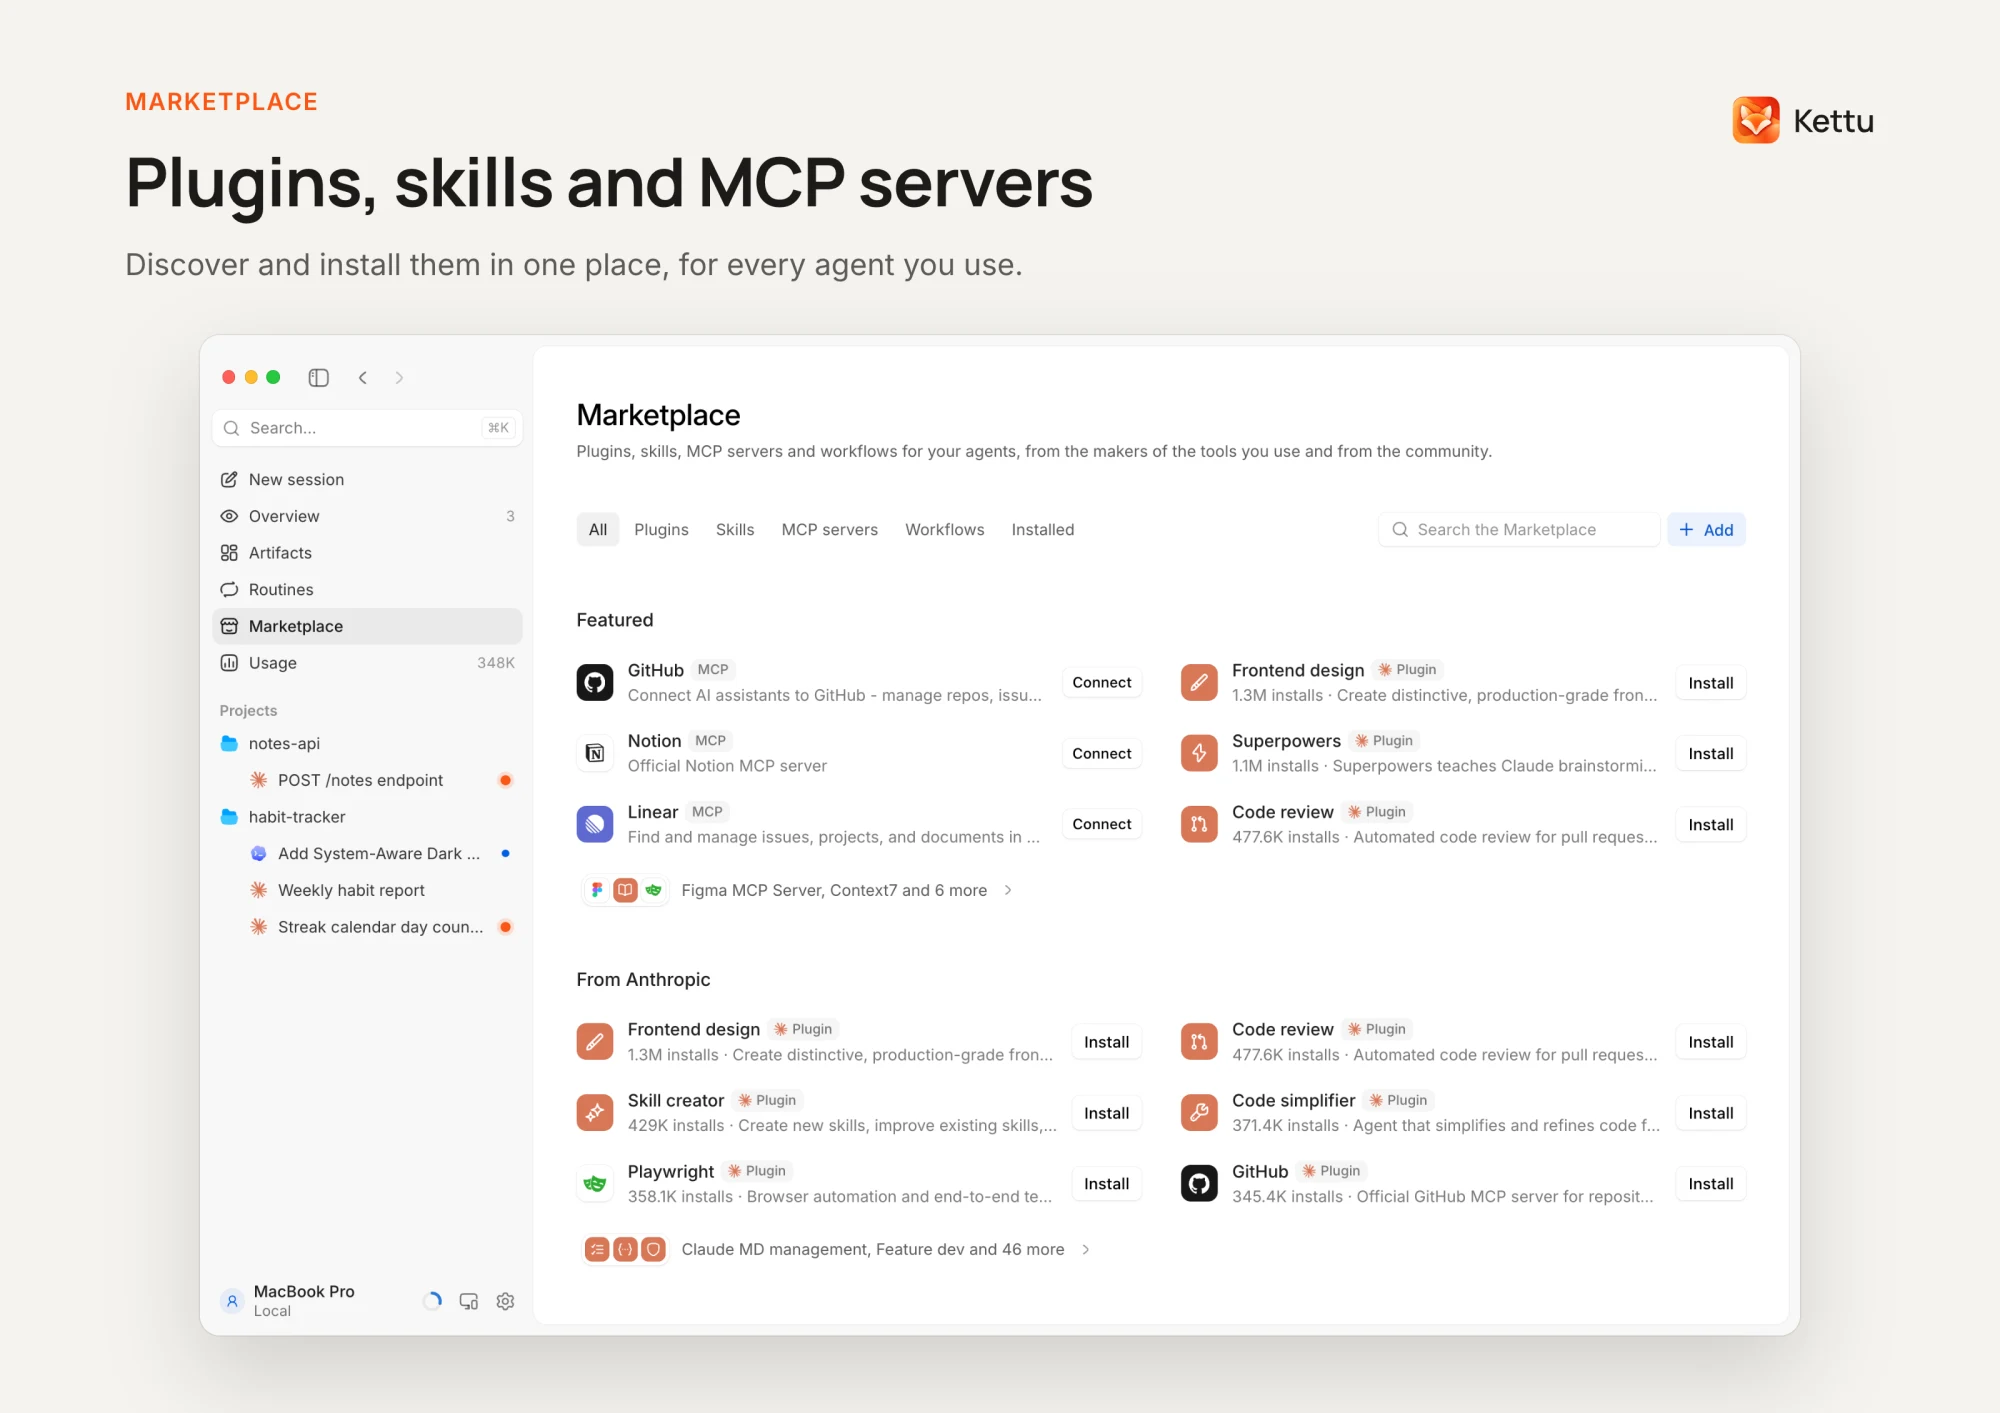 MARKETPLACE
Kettu
Plugins, skills and MCP servers
Discover and install them in one place, for every agent you use.
Search...
⌘K
New session
Overview
3
Artifacts
Routines
Marketplace
Usage
348K
Projects
notes-api
POST /notes endpoint
habit-tracker
Add System-Aware Dark ...
Weekly habit report
Streak calendar day coun...
MacBook Pro
Local
Marketplace
Plugins, skills, MCP servers and workflows for your agents, from the makers of the tools you use and from the community.
All
Plugins
Skills
MCP servers
Workflows
Installed
Search the Marketplace
+ Add
Featured
GitHub MCP
Connect AI assistants to GitHub - manage repos, issu...
Connect
Frontend design Plugin
1.3M installs · Create distinctive, production-grade fron...
Install
Notion MCP
Official Notion MCP server
Connect
Superpowers Plugin
1.1M installs · Superpowers teaches Claude brainstormi...
Install
Linear MCP
Find and manage issues, projects, and documents in ...
Connect
Code review Plugin
477.6K installs · Automated code review for pull reques...
Install
Figma MCP Server, Context7 and 6 more
From Anthropic
Frontend design Plugin
1.3M installs · Create distinctive, production-grade fron...
Install
Code review Plugin
477.6K installs · Automated code review for pull reques...
Install
Skill creator Plugin
429K installs · Create new skills, improve existing skills,...
Install
Code simplifier Plugin
371.4K installs · Agent that simplifies and refines code f...
Install
Playwright Plugin
358.1K installs · Browser automation and end-to-end te...
Install
GitHub Plugin
345.4K installs · Official GitHub MCP server for reposit...
Install
Claude MD management, Feature dev and 46 more